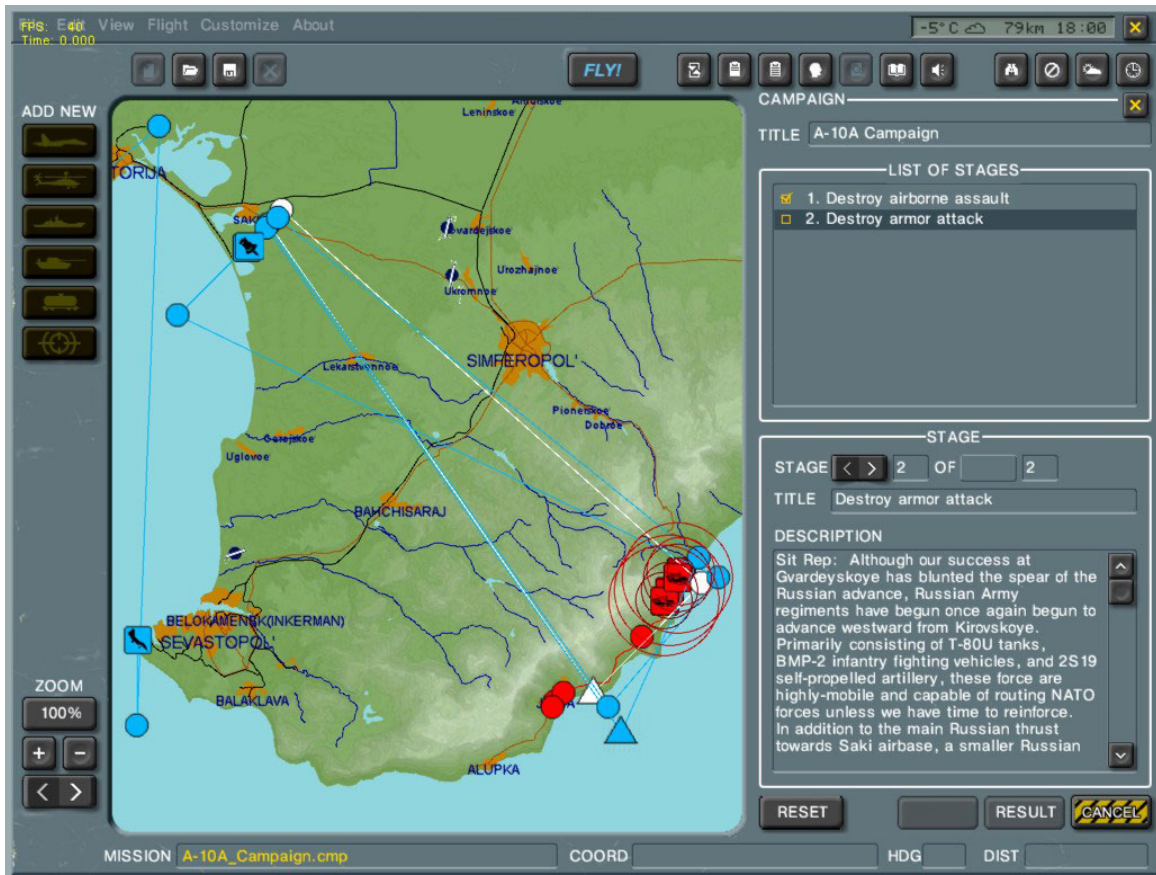 File Edit View Flight Customize About
FPS: 40
Time: 0.000
-5°C 79km 18:00
FLY!
ADD NEW
CAMPAIGN
TITLE A-10A Campaign
LIST OF STAGES
1. Destroy airborne assault
2. Destroy armor attack
STAGE
STAGE < > 2 OF 2
TITLE Destroy armor attack
DESCRIPTION
Sit Rep: Although our success at
Gvardeyskoye has blunted the spear of the
Russian advance, Russian Army
regiments have begun once again begun to
advance westward from Kirovskoye.
Primarily consisting of T-80U tanks,
BMP-2 infantry fighting vehicles, and 2S19
self-propelled artillery, these force are
highly-mobile and capable of routing NATO
forces unless we have time to reinforce.
In addition to the main Russian thrust
towards Saki airbase, a smaller Russian
RESET
RESULT
CANCEL
Leninskoe
TORIJA
SAKI
Urozhajnoe
Ukromnoe
SIMFEROPOL'
Lekarstvennoe
Pionerskoe
Dobroe
Uglovoe
BAHCHISARAJ
BELOKAMENSK(INKERMAN)
SEVASTOPOL'
BALAKLAVA
ALUPKA
ZOOM
100%
+ -
< >
MISSION A-10A_Campaign.cmp
COORD
HDG
DIST